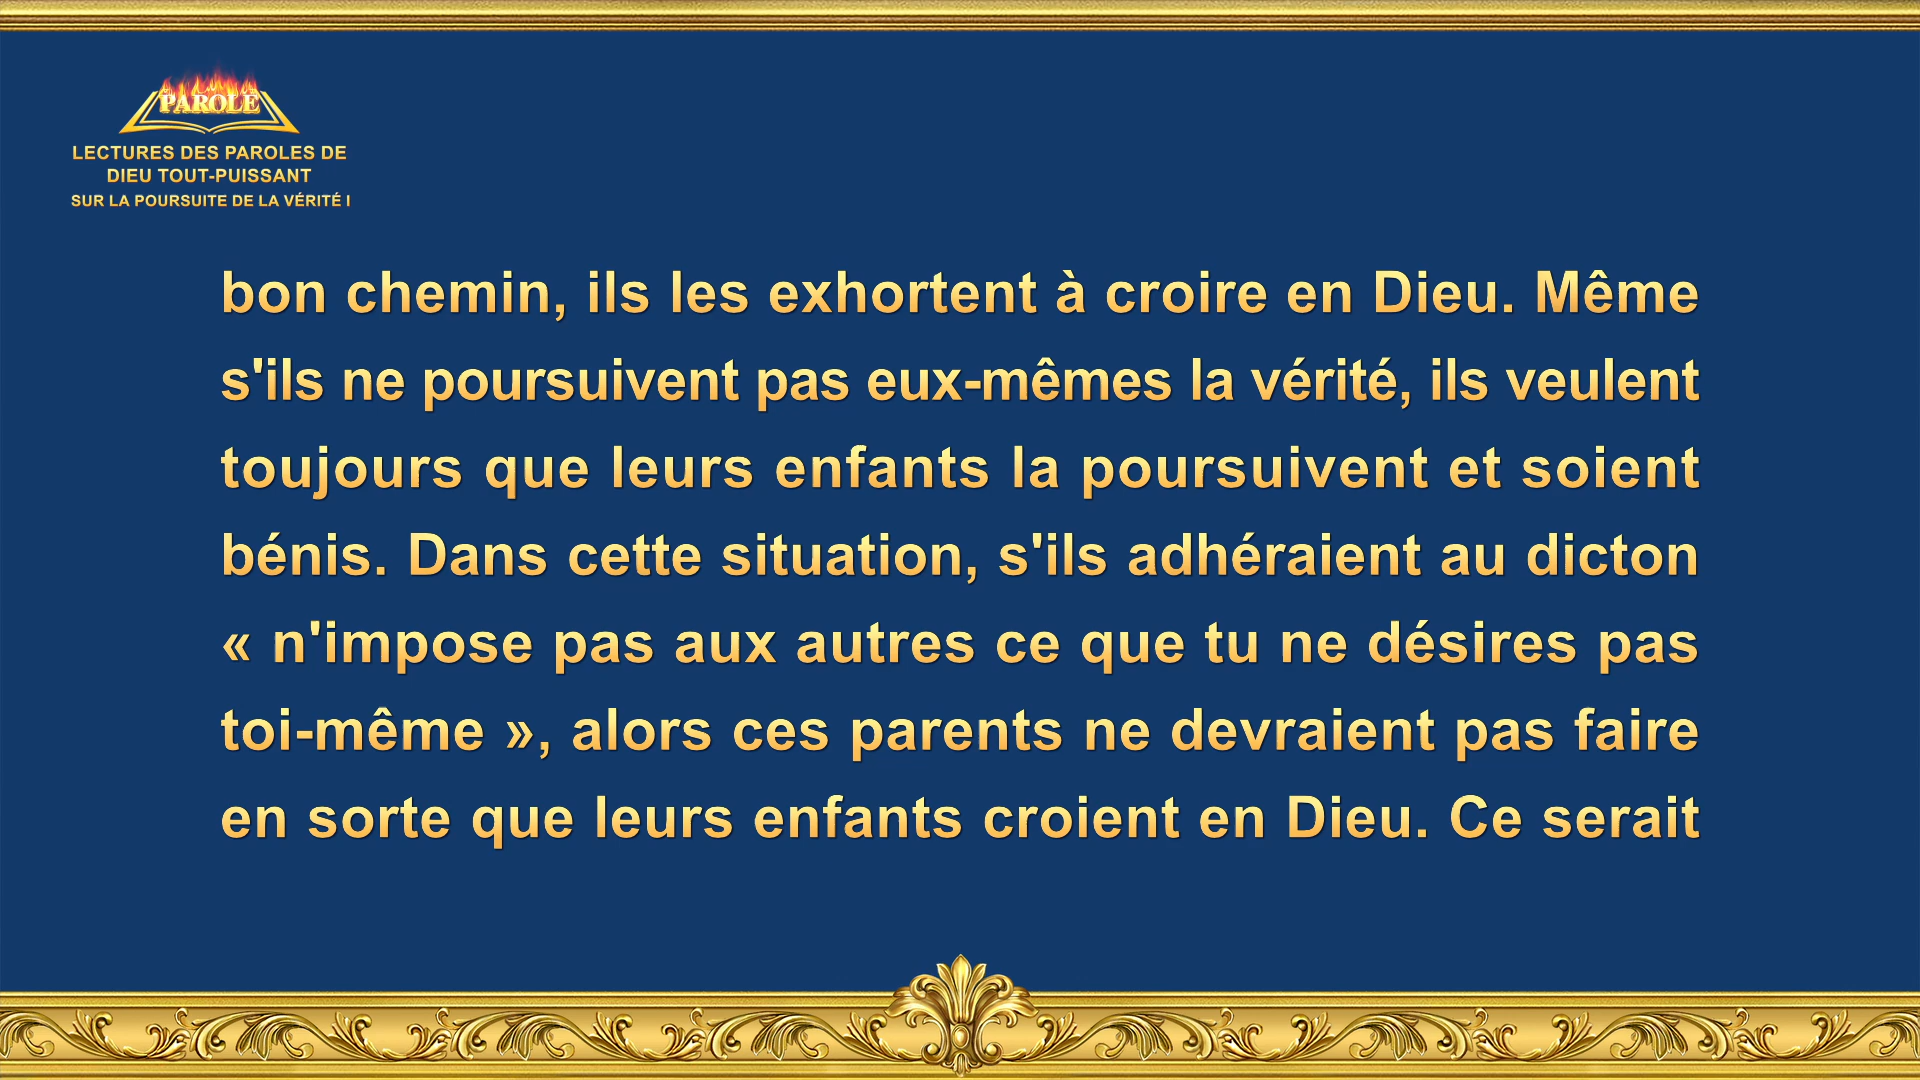 PAROLE
LECTURES DES PAROLES DE
DIEU TOUT-PUISSANT
SUR LA POURSUITE DE LA VÉRITÉ I
bon chemin, ils les exhortent à croire en Dieu. Même
s'ils ne poursuivent pas eux-mêmes la vérité, ils veulent
toujours que leurs enfants la poursuivent et soient
bénis. Dans cette situation, s'ils adhéraient au dicton
« n'impose pas aux autres ce que tu ne désires pas
toi-même », alors ces parents ne devraient pas faire
en sorte que leurs enfants croient en Dieu. Ce serait